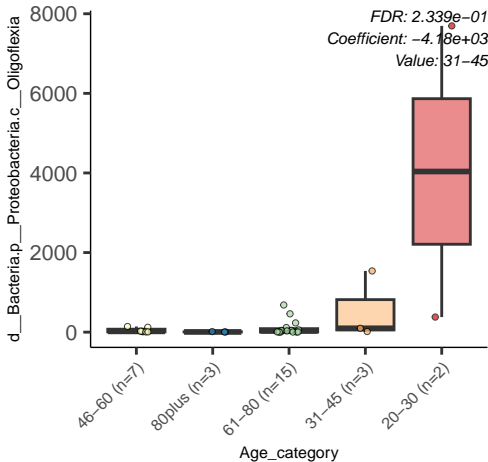 FDR: 2.339e−01
Coefficient: −4.18e+03
Value: 31−45
d__Bacteria.p__Proteobacteria.c__Oligoflexia
8000
6000
4000
2000
0
46−60 (n=7)
80plus (n=3)
61−80 (n=15)
31−45 (n=3)
20−30 (n=2)
Age_category